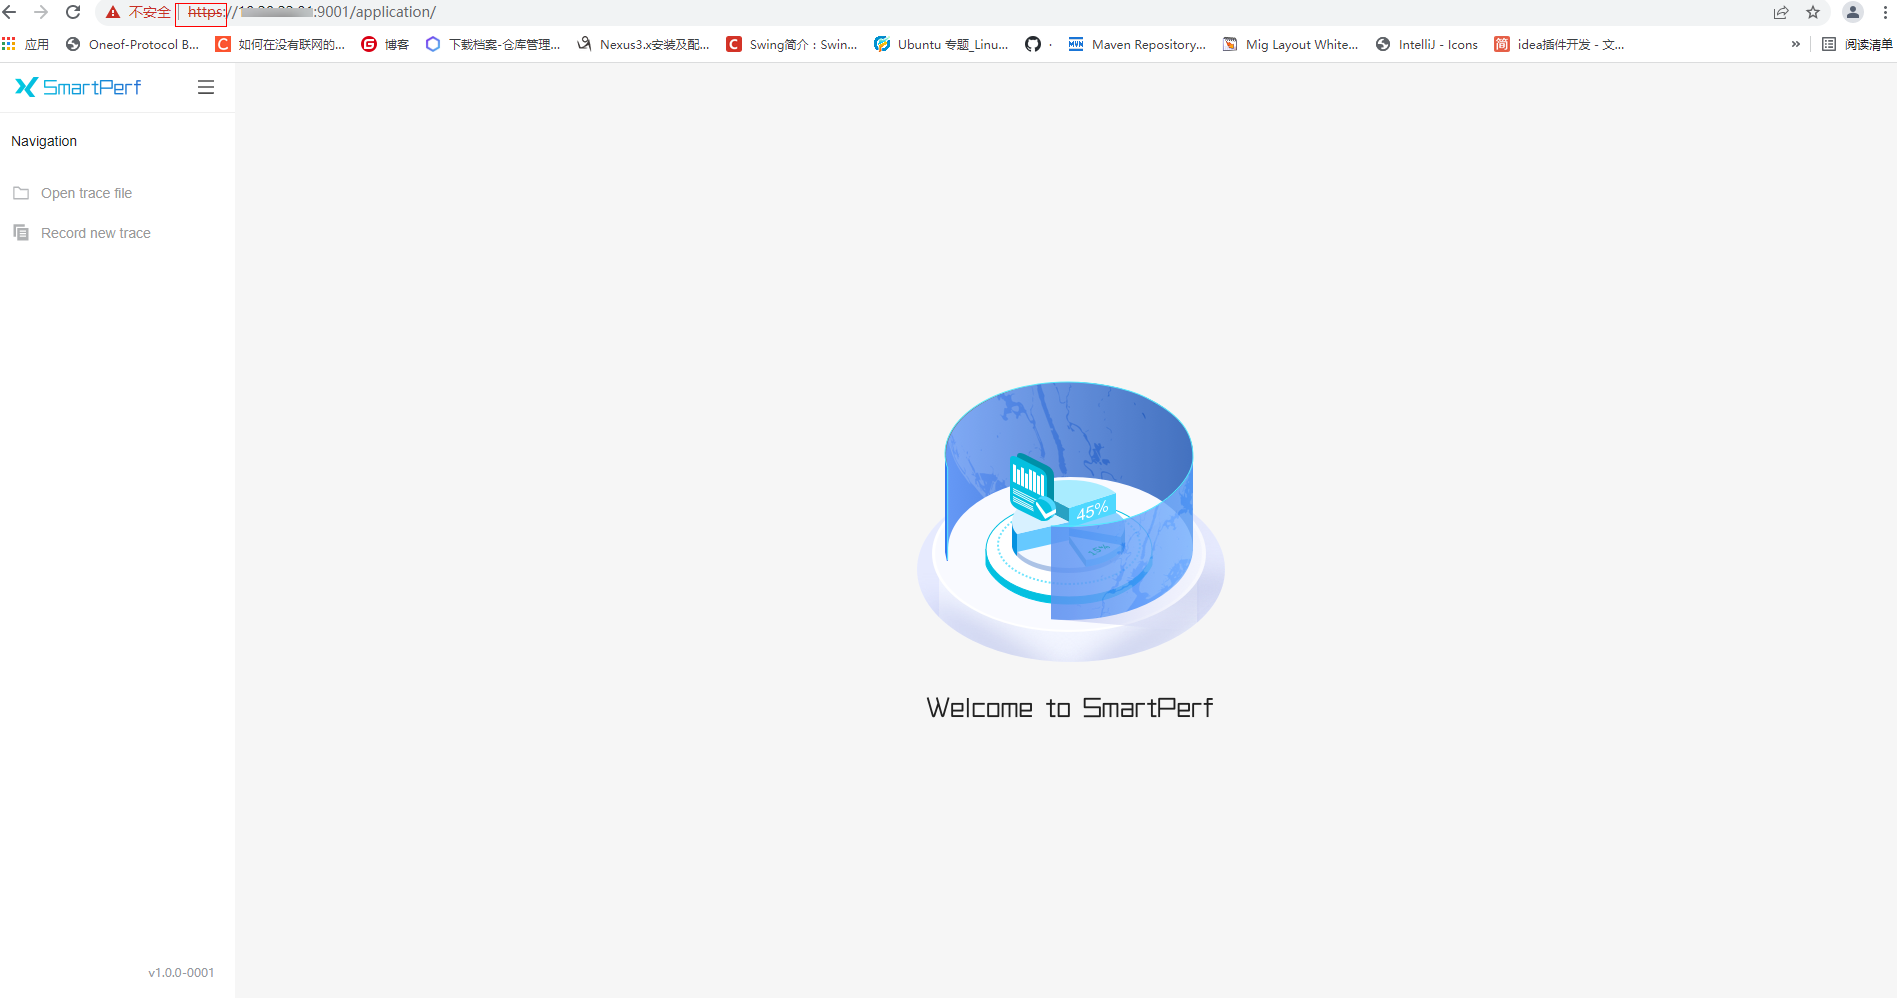 不安全 https://
:9001/application/
应用 Oneof-Protocol B... 如何在没有联网的... 博客 下载档案-仓库管理... Nexus3.x安装及配... Swing简介：Swin... Ubuntu 专题_Linu... · Maven Repository... Mig Layout White... IntelliJ - Icons idea插件开发 - 文... » 阅读清单
SmartPerf
Navigation
Open trace file
Record new trace
45%
15%
Welcome to SmartPerf
v1.0.0-0001